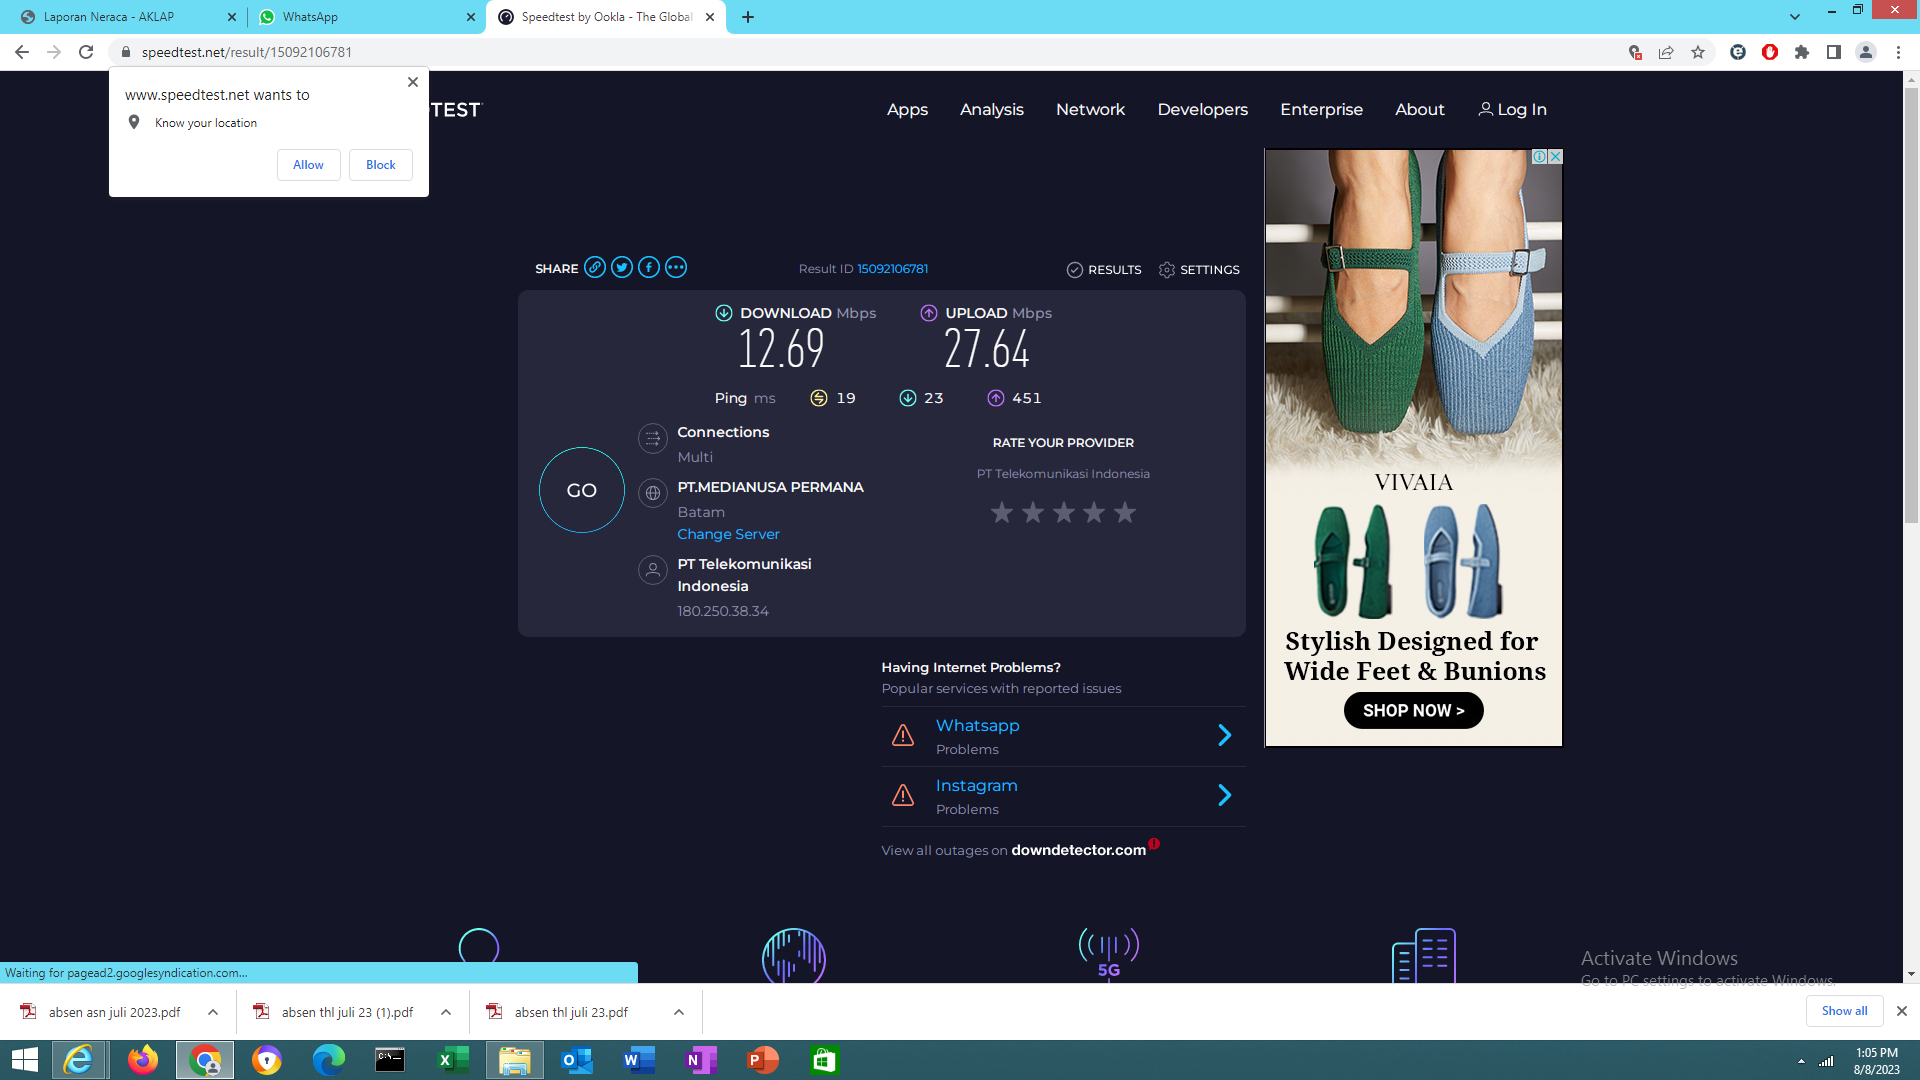 Laporan Neraca - AKLAP
WhatsApp
Speedtest by Ookla - The Global
speedtest.net/result/15092106781
www.speedtest.net wants to
Know your location
Allow
Block
DTEST
Apps
Analysis
Network
Developers
Enterprise
About
Log In
SHARE
Result ID 15092106781
RESULTS
SETTINGS
DOWNLOAD Mbps
12.69
UPLOAD Mbps
27.64
Ping ms
19
23
451
GO
Connections
Multi
PT.MEDIANUSA PERMANA
Batam
Change Server
PT Telekomunikasi
Indonesia
180.250.38.34
RATE YOUR PROVIDER
PT Telekomunikasi Indonesia
VIVAIA
Stylish Designed for
Wide Feet & Bunions
SHOP NOW >
Having Internet Problems?
Popular services with reported issues
Whatsapp
Problems
Instagram
Problems
View all outages on downdetector.com
5G
Activate Windows
Go to PC settings to activate Windows.
Waiting for pagead2.googlesyndication.com...
absen asn juli 2023.pdf
absen thl juli 23 (1).pdf
absen thl juli 23.pdf
Show all
1:05 PM
8/8/2023